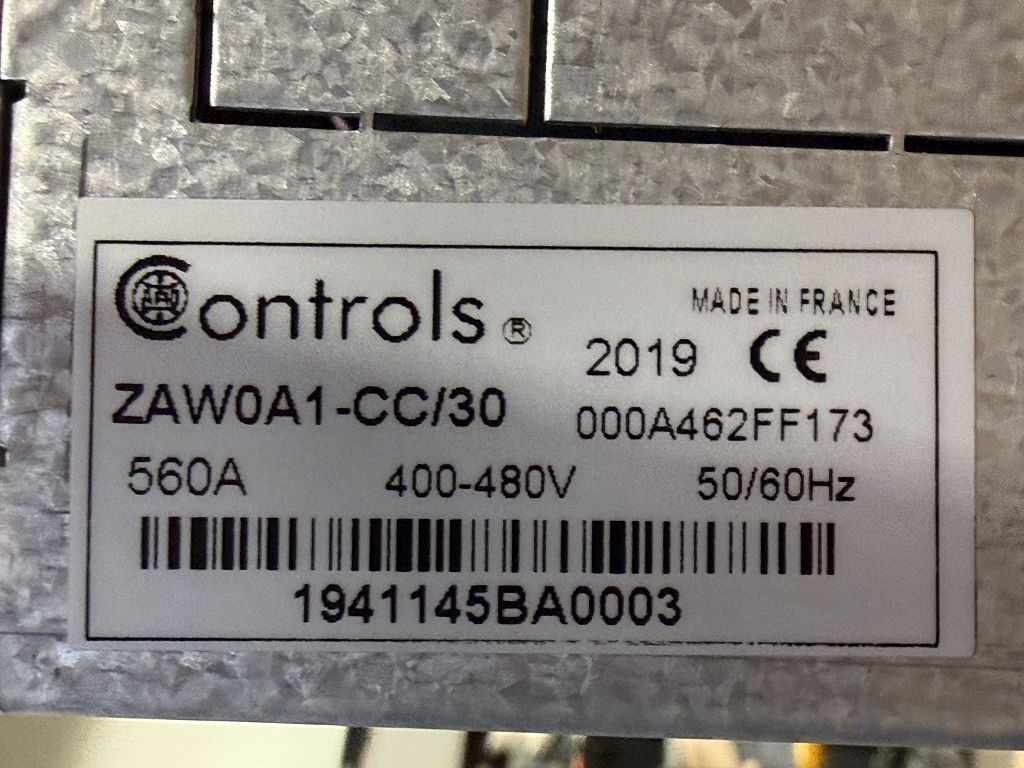 Controls ®
MADE IN FRANCE
2019 CE
ZAW0A1-CC/30
000A462FF173
560A 400-480V 50/60Hz
1941145BA0003